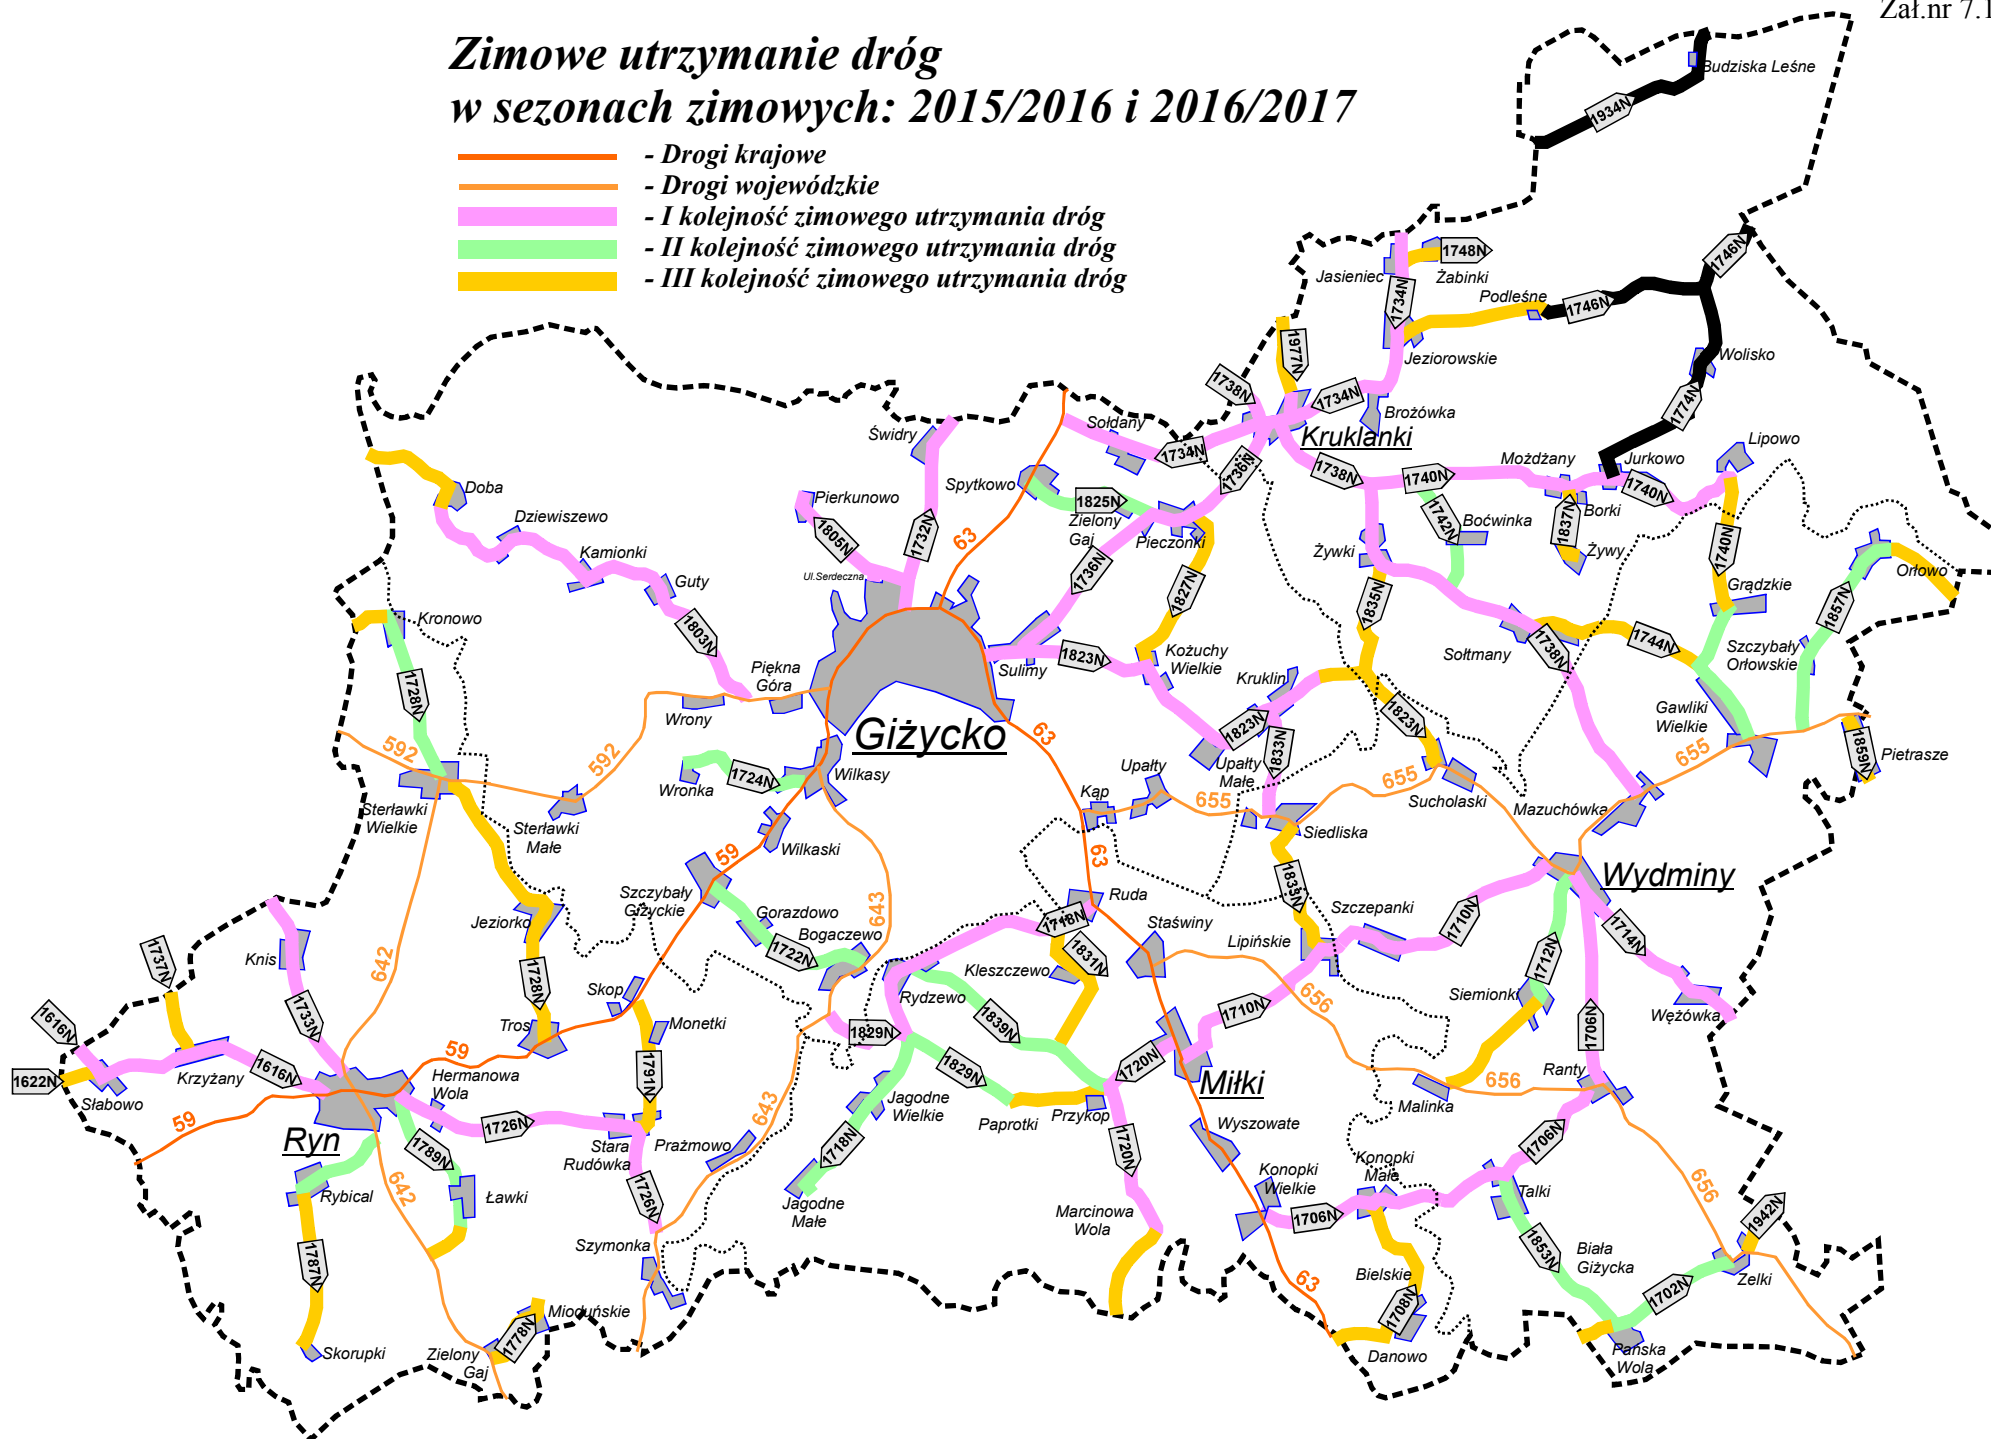 Zał.nr 7.1
Zimowe utrzymanie dróg
w sezonach zimowych: 2015/2016 i 2016/2017
- Drogi krajowe
- Drogi wojewódzkie
- I kolejność zimowego utrzymania dróg
- II kolejność zimowego utrzymania dróg
- III kolejność zimowego utrzymania dróg
Budziska Leśne
1934N
1746N
1748N
Jasieniec
Żabinki
1734N
Podleśne
1746N
Jeziorowskie
Wolisko
1977N
1738N
1734N
Brożówka
1774N
Kruklanki
Sołdany
Świdry
1734N
1736N
1738N
1740N
Możdżany
Jurkowo
Lipowo
1740N
Doba
Pierkunowo
Spytkowo
1825N
Zielony
Gaj
Pieczonki
1742N
Boćwinka
Borki
1837N
Żywy
Żywki
1740N
Orłowo
Dziewiszewo
Kamionki
Guty
1805N
1732N
63
Ul.Serdeczna
1736N
1827N
1835N
Grądzkie
1857N
Kronowo
1803N
Piękna
Góra
Sulimy
1823N
Kożuchy
Wielkie
Kruklin
Sołtmany
1738N
1744N
Szczybały
Orłowskie
1728N
Wrony
Giżycko
63
1823N
1833N
1823N
Gawliki
Wielkie
655
1859N
Pietrasze
592
592
Wronka
1724N
Wilkasy
Upałty
Małe
Upałty
Kąp
655
655
Sucholaski
Mazuchówka
Sterławki
Wielkie
Sterławki
Małe
Wilkaski
59
63
Siedliska
Wydminy
1833N
Szczybały
Giżyckie
Gorazdowo
Bogaczewo
1722N
643
Ruda
1718N
1831N
Staświny
Lipińskie
Szczepanki
1710N
1712N
1714N
Jeziorko
Knis
642
1737N
1733N
1728N
Skop
Monetki
Tros
Rydzewo
Kleszczewo
1839N
1829N
656
1710N
Siemionki
Wężówka
1706N
1616N
1622N
Słabowo
Krzyżany
1616N
59
59
Hermanowa
Wola
1791N
1829N
1720N
Miłki
656
Malinka
Ranty
Ryn
1726N
1789N
Stara
Rudówka
Prażmowo
643
Jagodne
Wielkie
Paprotki
Przykop
Wyszowate
1706N
1718N
1720N
Konopki
Wielkie
Konopki
Małe
Talki
656
Rybical
642
Ławki
1726N
Jagodne
Małe
Marcinowa
Wola
1706N
1942N
1787N
Szymonka
1853N
Biała
Giżycka
Zelki
1702N
63
Bielskie
1708N
Skorupki
Zielony
Gaj
1778N
Mioduńskie
Danowo
Pańska
Wola